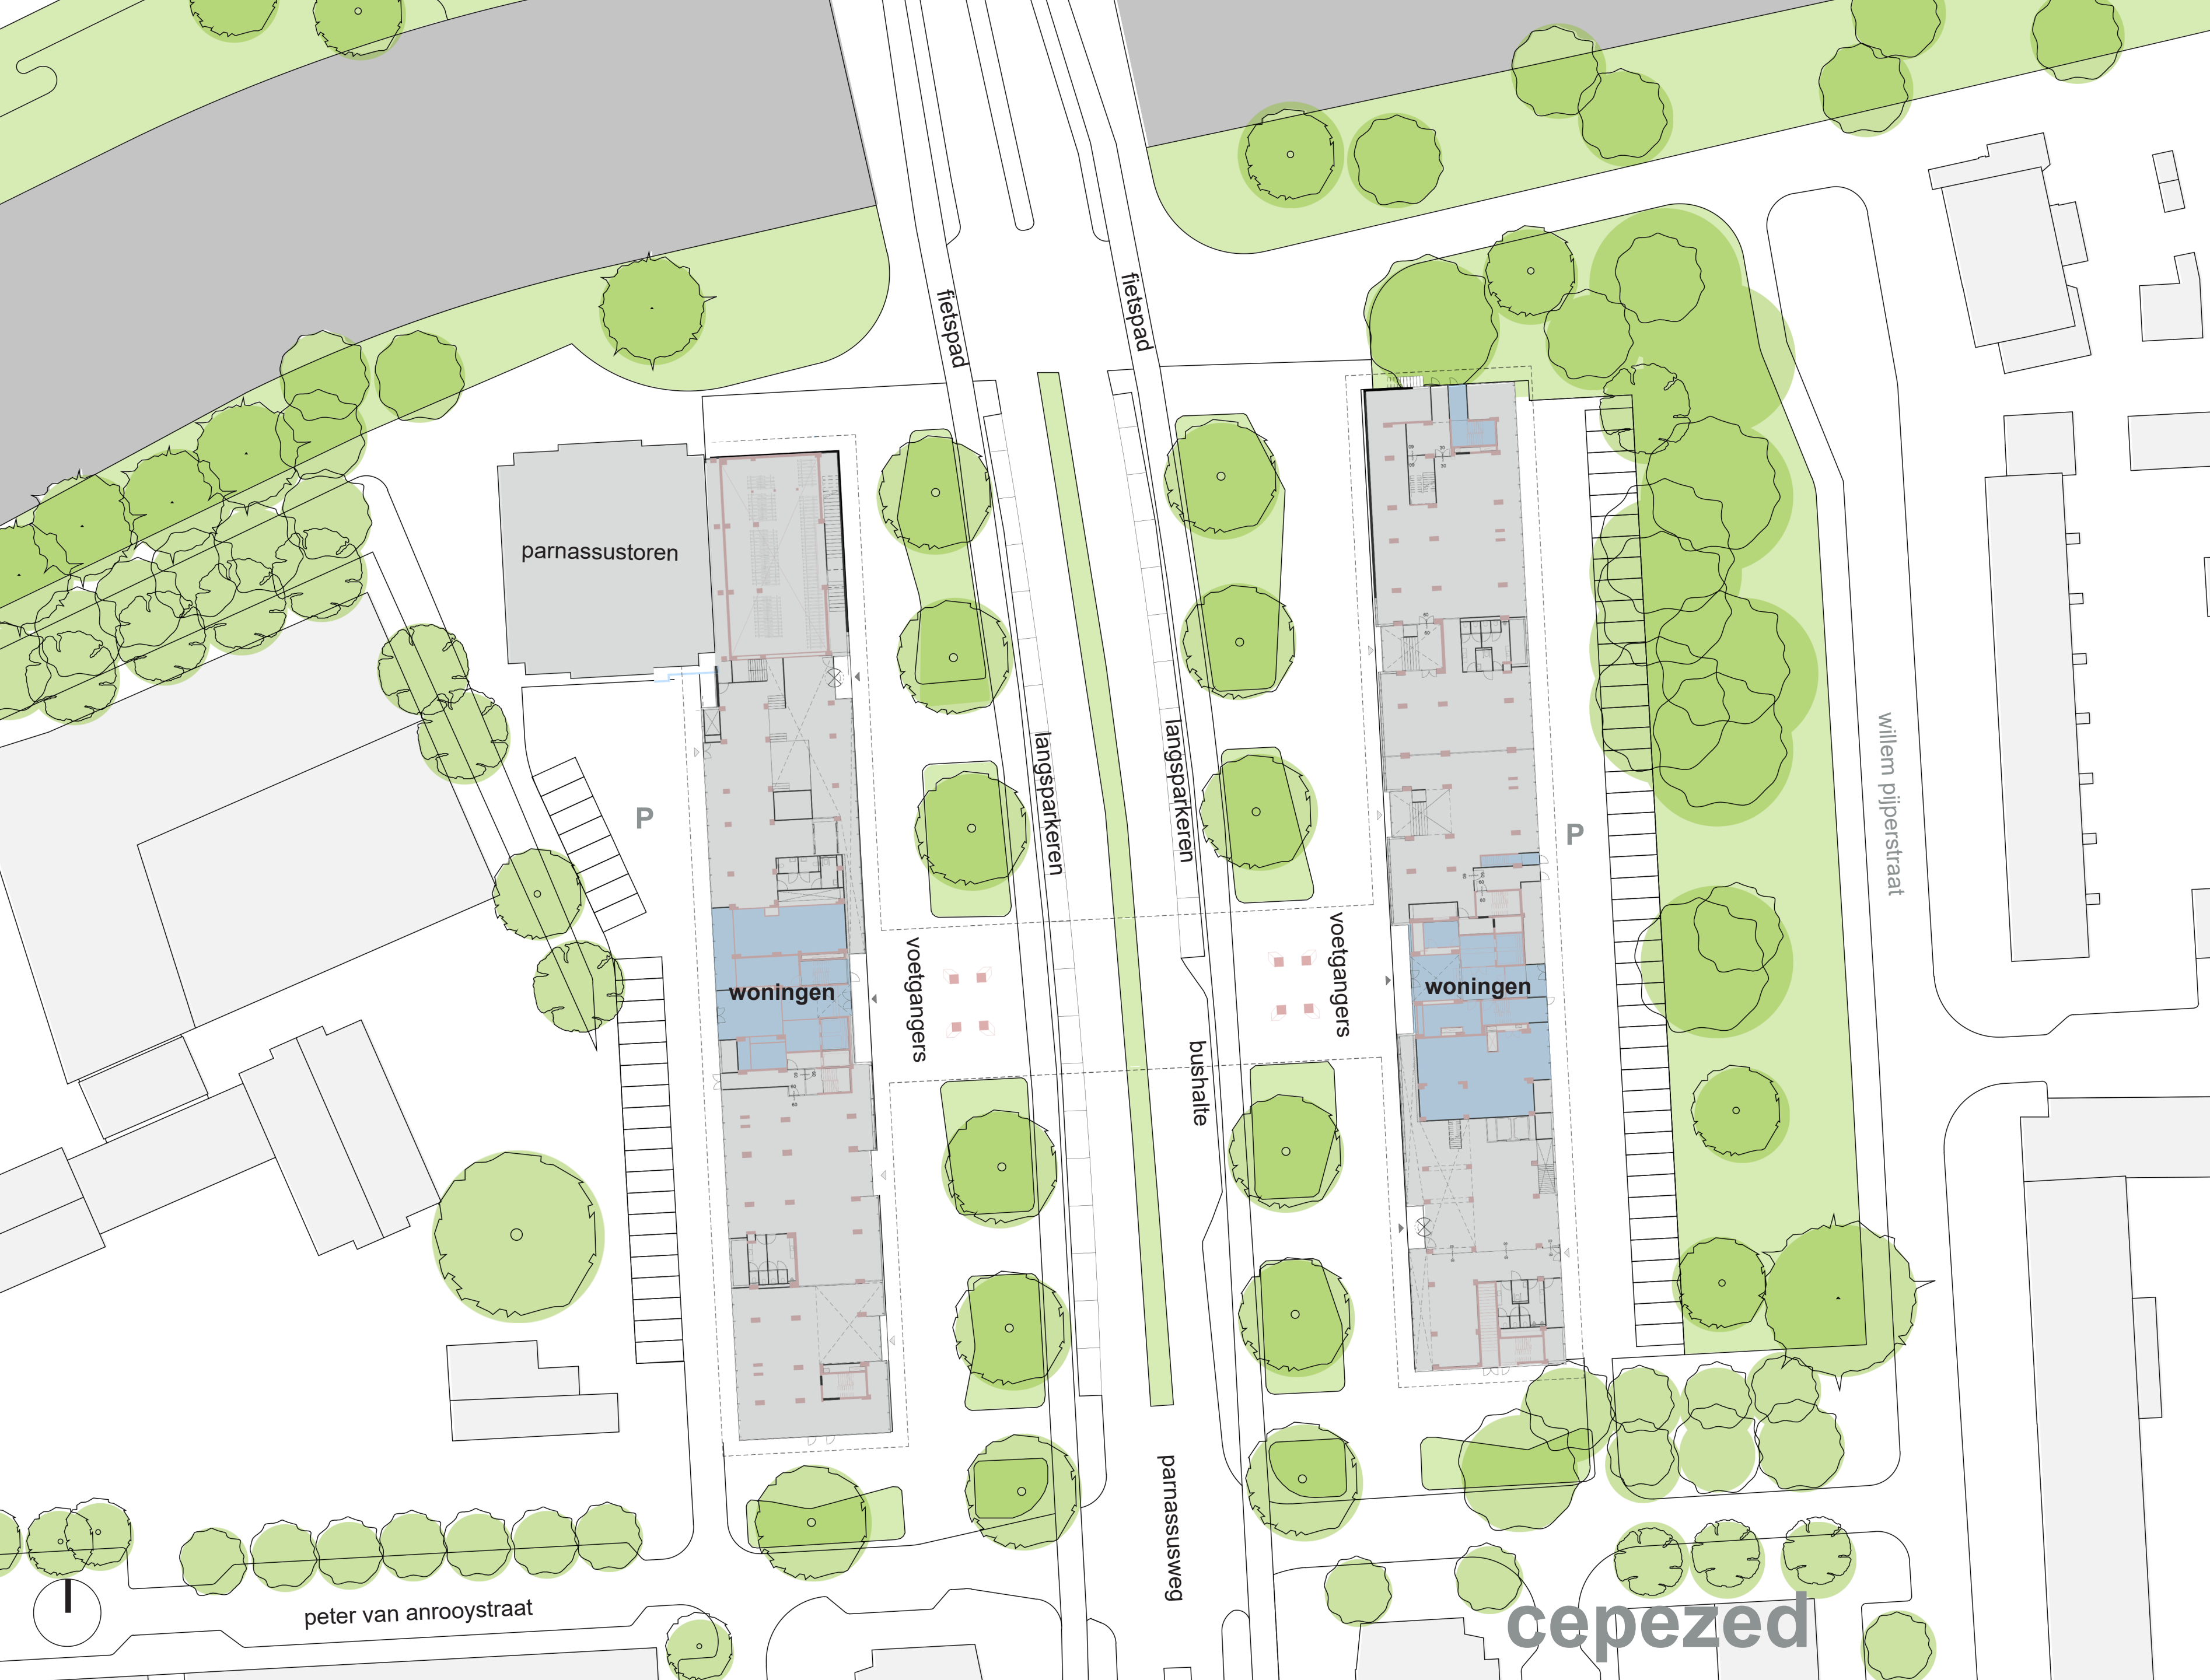 fietspad
fietspad
parnassustoren
langsparkeren
langsparkeren
willem pijperstraat
P
P
voetgangers
voetgangers
woningen
woningen
bushalte
parnassusweg
peter van anrooystraat
cepezed